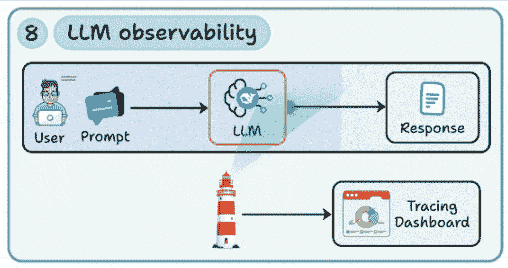 8 LLM observability
User
Prompt
LLM
Response
Tracing
Dashboard